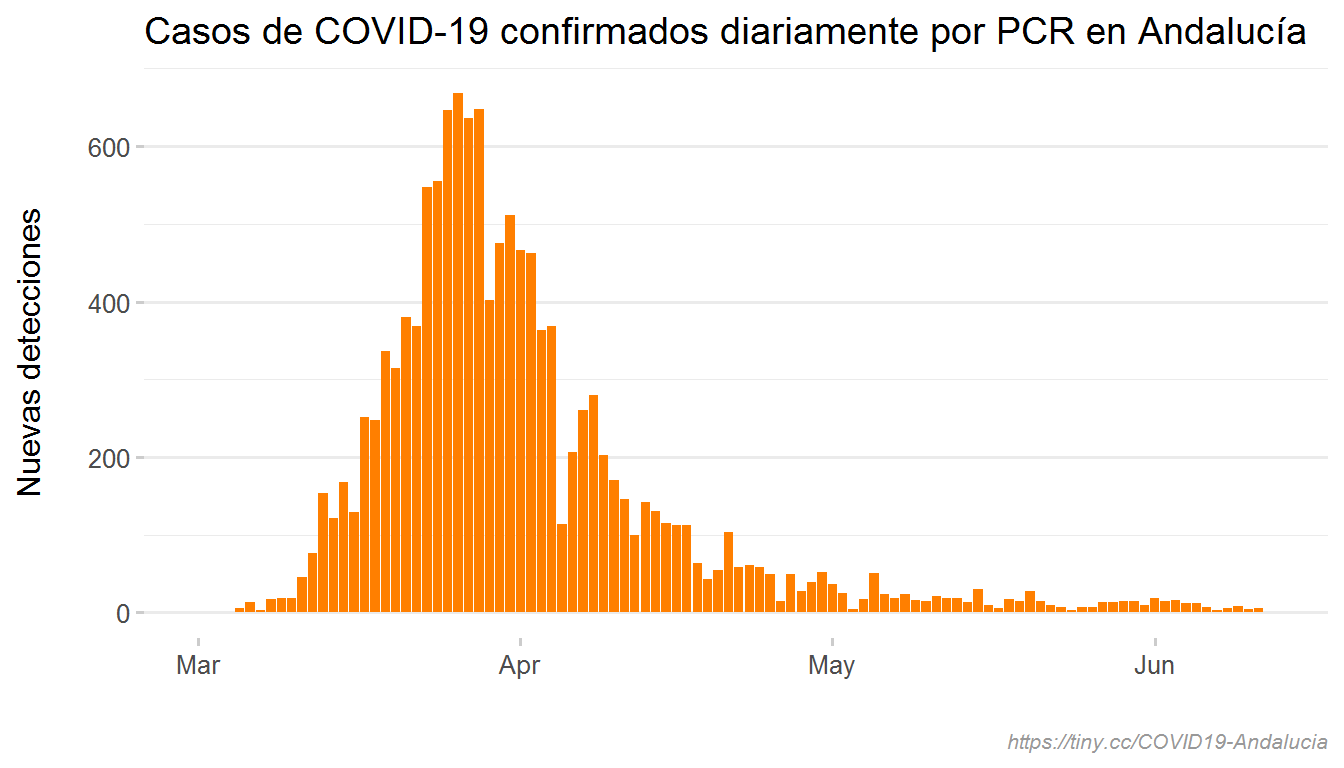 Casos de COVID-19 confirmados diariamente por PCR en Andalucía
Nuevas detecciones
600
400
200
0
Mar Apr May Jun
https://tiny.cc/COVID19-Andalucia